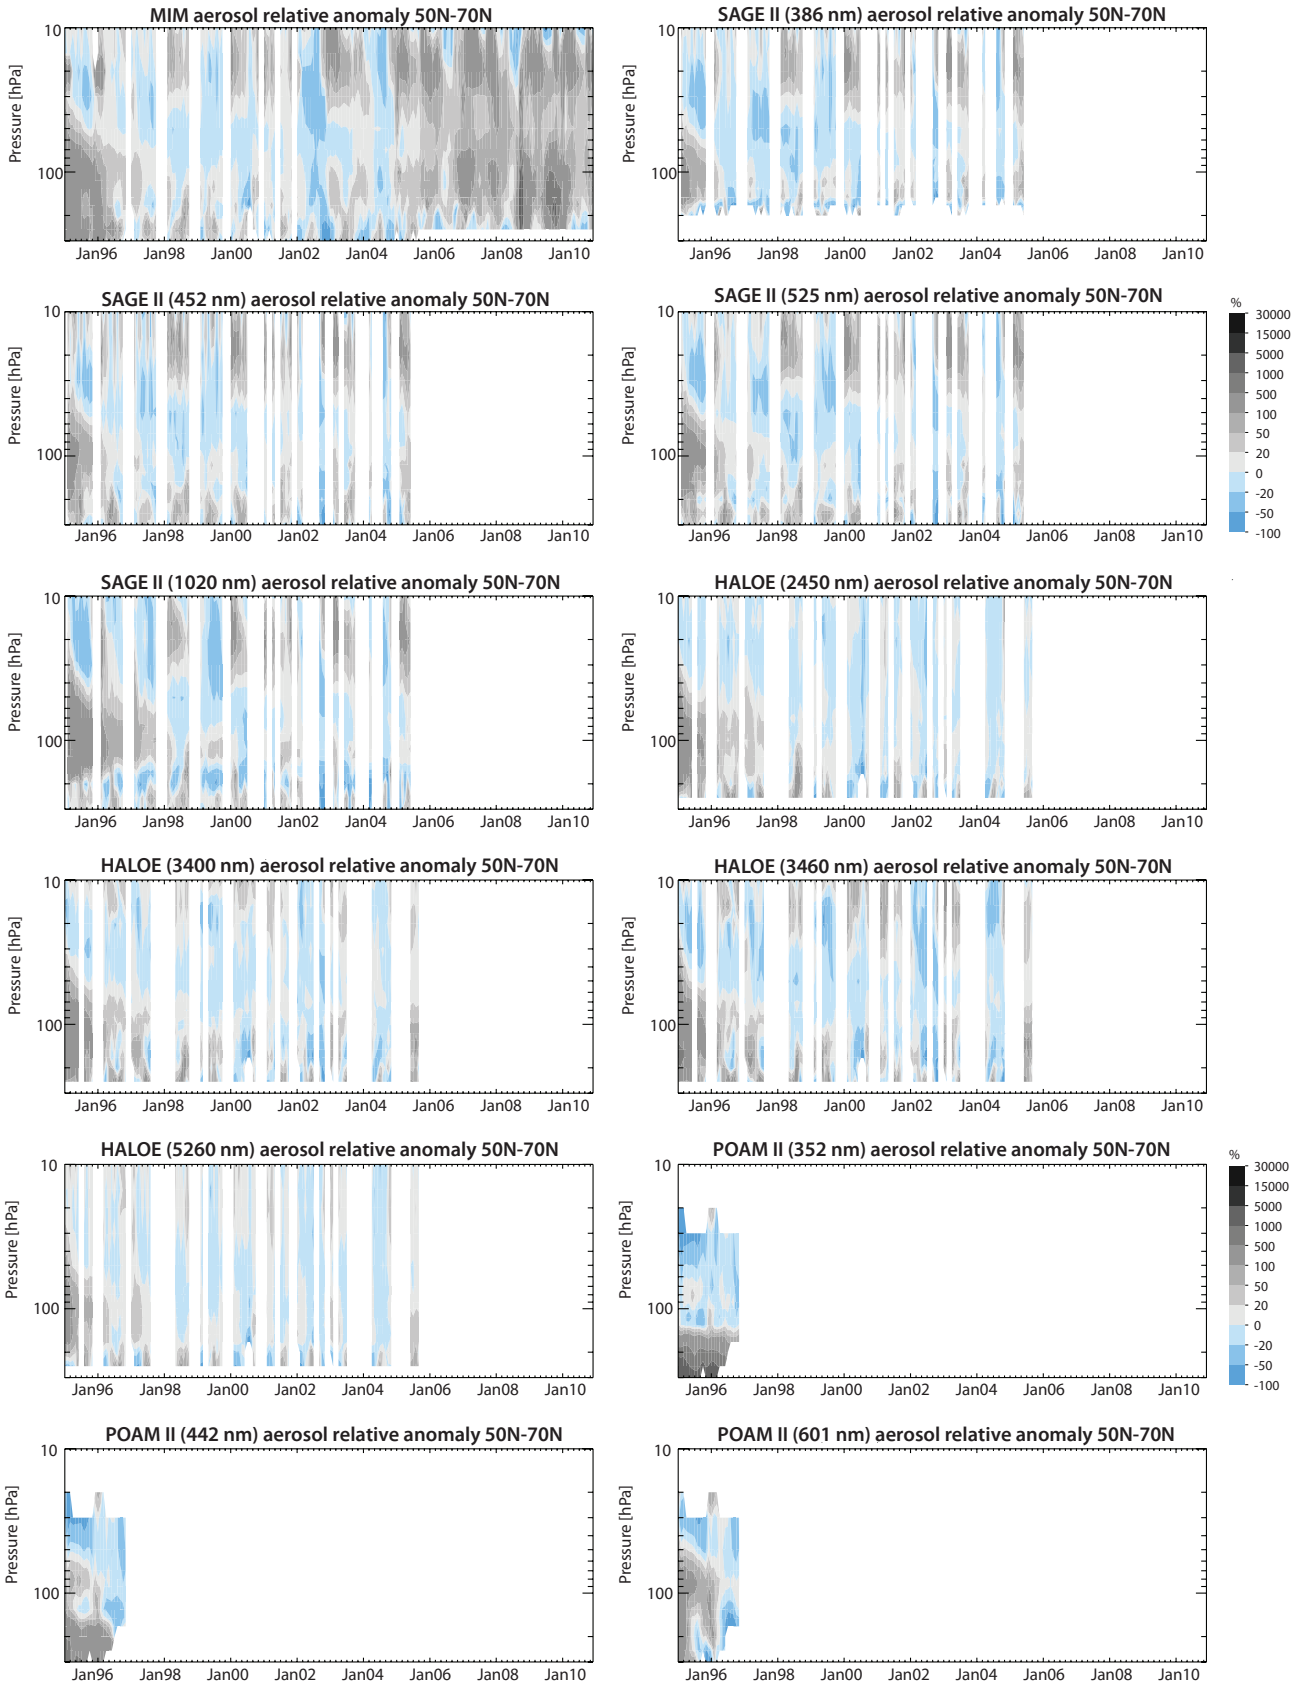 MIM aerosol relative anomaly 50N-70N
10
100
Pressure [hPa]
Jan96 Jan98 Jan00 Jan02 Jan04 Jan06 Jan08 Jan10
SAGE II (386 nm) aerosol relative anomaly 50N-70N
10
100
Pressure [hPa]
Jan96 Jan98 Jan00 Jan02 Jan04 Jan06 Jan08 Jan10
SAGE II (452 nm) aerosol relative anomaly 50N-70N
10
100
Pressure [hPa]
Jan96 Jan98 Jan00 Jan02 Jan04 Jan06 Jan08 Jan10
SAGE II (525 nm) aerosol relative anomaly 50N-70N
10
100
Pressure [hPa]
Jan96 Jan98 Jan00 Jan02 Jan04 Jan06 Jan08 Jan10
%
30000
15000
5000
1000
500
100
50
20
0
-20
-50
-100
SAGE II (1020 nm) aerosol relative anomaly 50N-70N
10
100
Pressure [hPa]
Jan96 Jan98 Jan00 Jan02 Jan04 Jan06 Jan08 Jan10
HALOE (2450 nm) aerosol relative anomaly 50N-70N
10
100
Pressure [hPa]
Jan96 Jan98 Jan00 Jan02 Jan04 Jan06 Jan08 Jan10
HALOE (3400 nm) aerosol relative anomaly 50N-70N
10
100
Pressure [hPa]
Jan96 Jan98 Jan00 Jan02 Jan04 Jan06 Jan08 Jan10
HALOE (3460 nm) aerosol relative anomaly 50N-70N
10
100
Pressure [hPa]
Jan96 Jan98 Jan00 Jan02 Jan04 Jan06 Jan08 Jan10
HALOE (5260 nm) aerosol relative anomaly 50N-70N
10
100
Pressure [hPa]
Jan96 Jan98 Jan00 Jan02 Jan04 Jan06 Jan08 Jan10
POAM II (352 nm) aerosol relative anomaly 50N-70N
10
100
Pressure [hPa]
Jan96 Jan98 Jan00 Jan02 Jan04 Jan06 Jan08 Jan10
%
30000
15000
5000
1000
500
100
50
20
0
-20
-50
-100
POAM II (442 nm) aerosol relative anomaly 50N-70N
10
100
Pressure [hPa]
Jan96 Jan98 Jan00 Jan02 Jan04 Jan06 Jan08 Jan10
POAM II (601 nm) aerosol relative anomaly 50N-70N
10
100
Pressure [hPa]
Jan96 Jan98 Jan00 Jan02 Jan04 Jan06 Jan08 Jan10